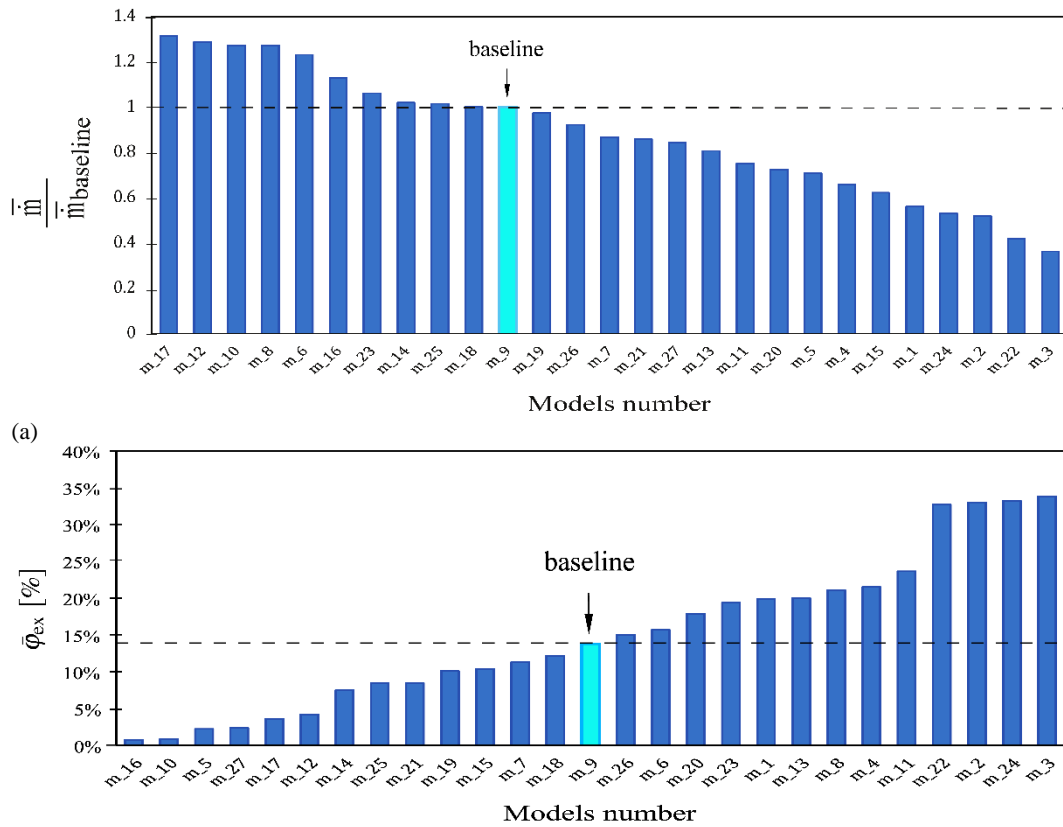 1.4
1.2
1
0.8
0.6
0.4
0.2
0
baseline
m̄̇
m̄̇baseline
m_17 m_12 m_10 m_8 m_6 m_16 m_23 m_14 m_25 m_18 m_9 m_19 m_26 m_7 m_21 m_27 m_13 m_11 m_20 m_5 m_4 m_15 m_1 m_24 m_2 m_22 m_3
Models number
(a)
40%
35%
30%
25%
20%
15%
10%
5%
0%
baseline
φ̄ex [%]
m_16 m_10 m_5 m_27 m_17 m_12 m_14 m_25 m_21 m_19 m_15 m_7 m_18 m_9 m_26 m_6 m_20 m_23 m_1 m_13 m_8 m_4 m_11 m_22 m_2 m_24 m_3
Models number